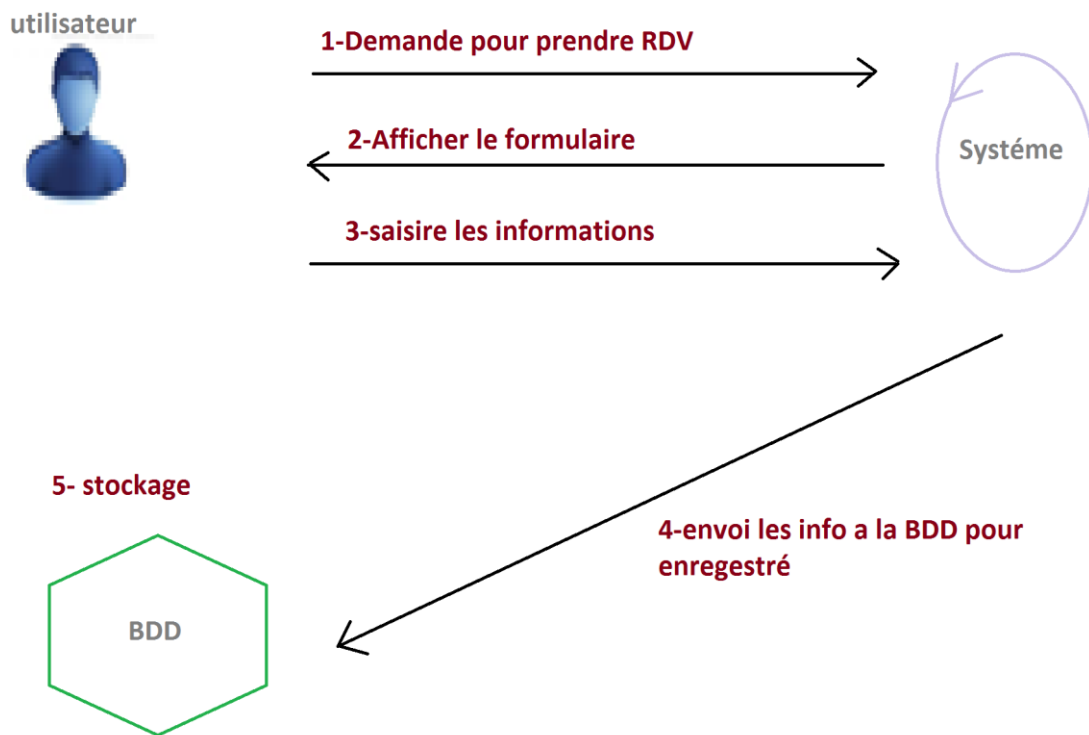 utilisateur
1-Demande pour prendre RDV
2-Afficher le formulaire
Systéme
3-saisire les informations
5- stockage
4-envoi les info a la BDD pour
enregestré
BDD